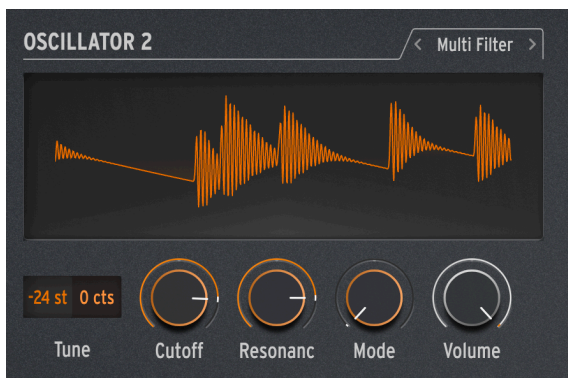 OSCILLATOR 2
< Multi Filter >
-24 st 0 cts
Tune Cutoff Resonanc Mode Volume